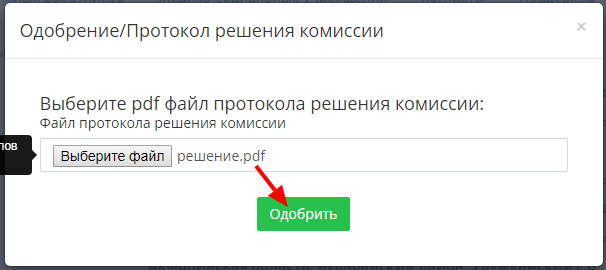 Одобрение/Протокол решения комиссии
×
Выберите pdf файл протокола решения комиссии:
Файл протокола решения комиссии
Выберите файл решение.pdf
Одобрить